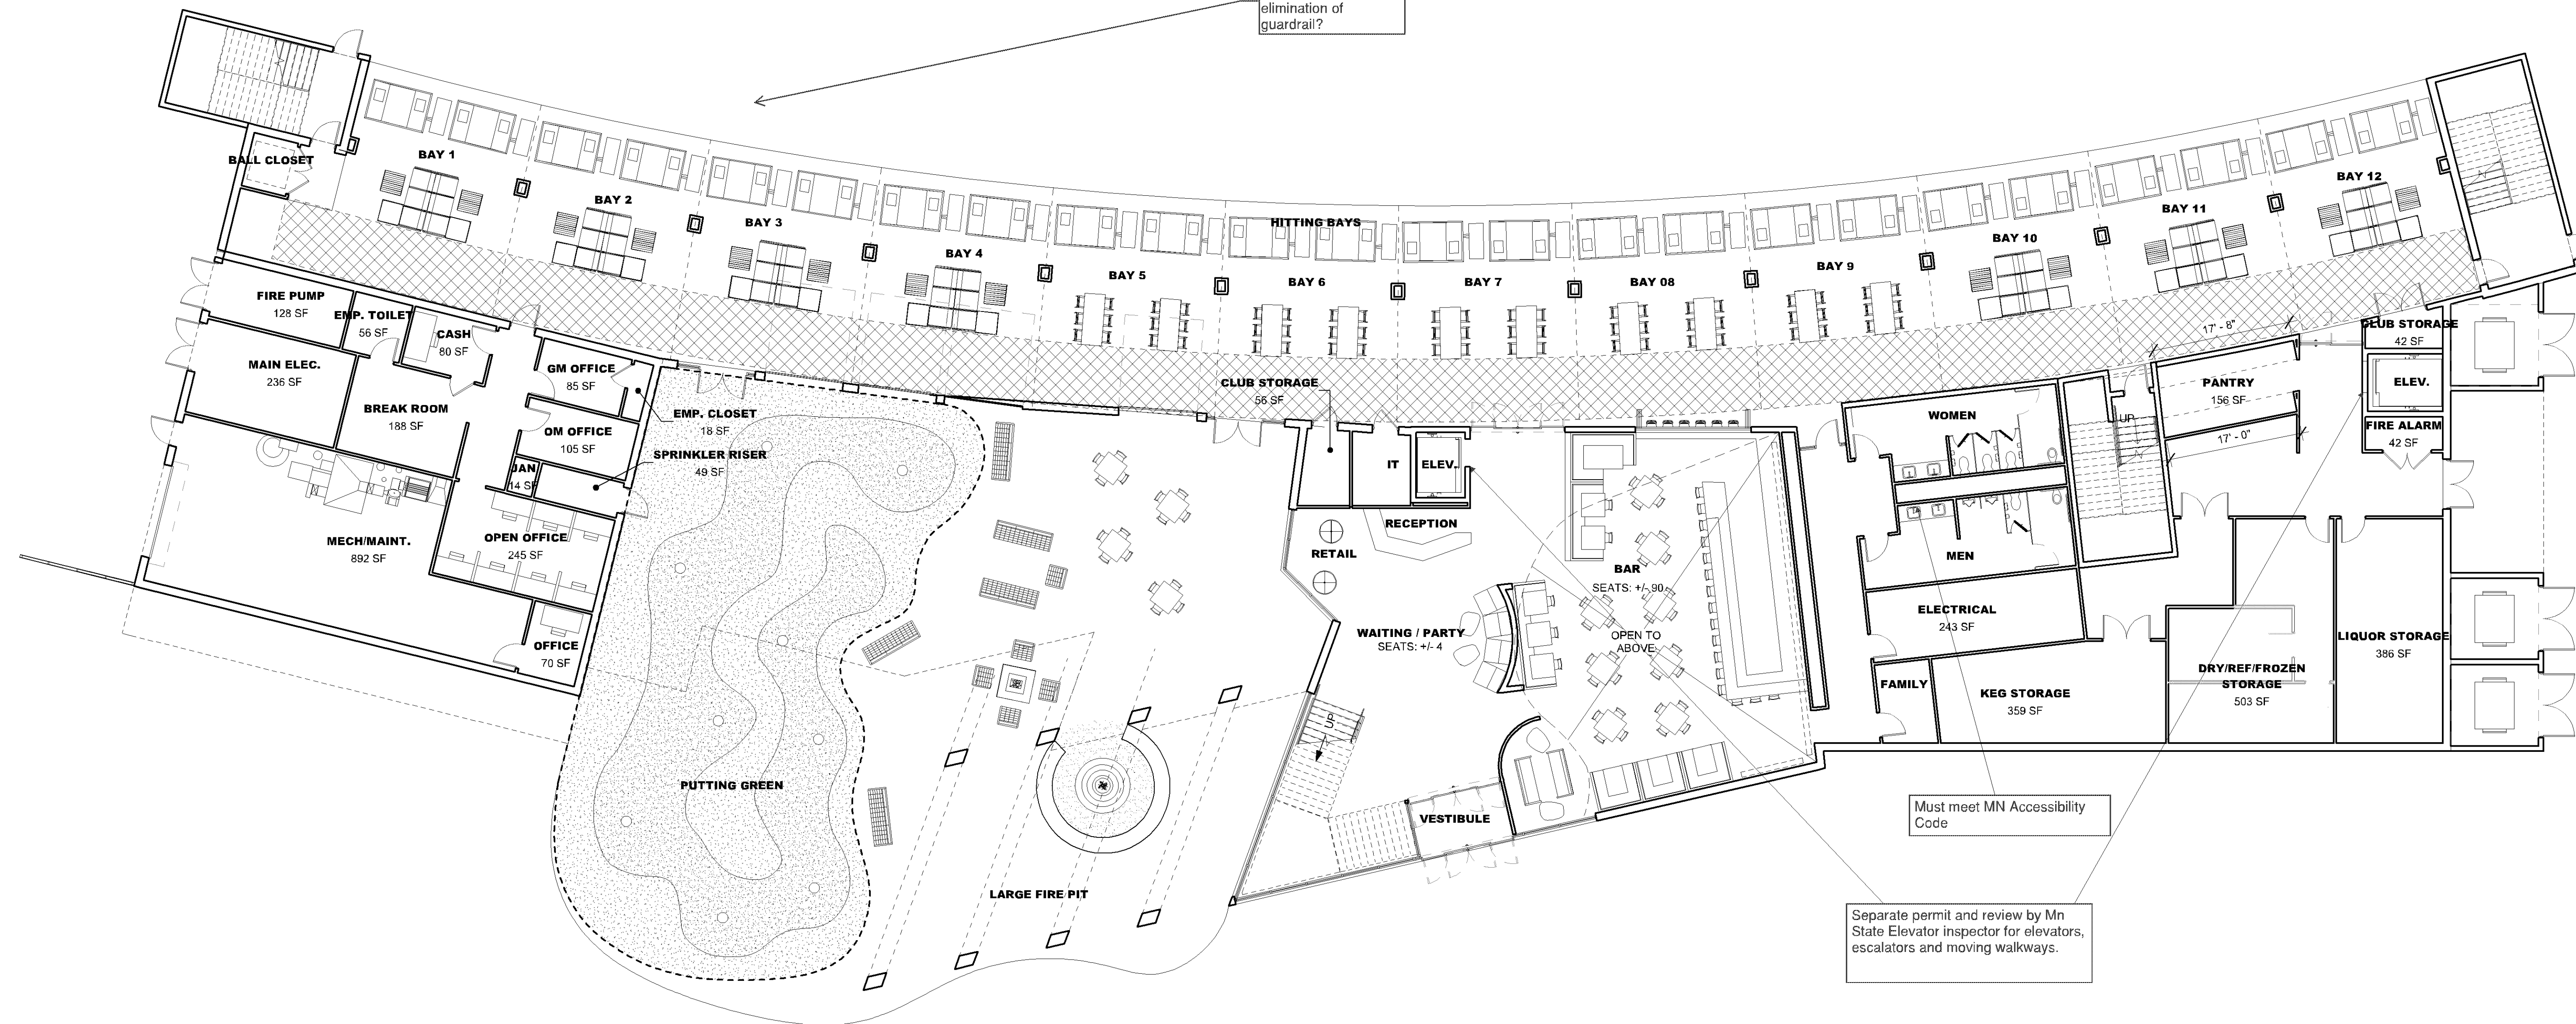 elimination of
guardrail?
BALL CLOSET
BAY 1
BAY 2
BAY 3
BAY 4
BAY 5
HITTING BAYS
BAY 6
BAY 7
BAY 08
BAY 9
BAY 10
BAY 11
BAY 12
FIRE PUMP
128 SF
EMP. TOILET
56 SF
CASH
80 SF
MAIN ELEC.
236 SF
BREAK ROOM
188 SF
GM OFFICE
85 SF
EMP. CLOSET
18 SF
OM OFFICE
105 SF
SPRINKLER RISER
49 SF
JAN
14 SF
MECH/MAINT.
892 SF
OPEN OFFICE
245 SF
OFFICE
70 SF
PUTTING GREEN
LARGE FIRE PIT
CLUB STORAGE
56 SF
IT
ELEV.
RECEPTION
RETAIL
WAITING / PARTY
SEATS: +/- 4
UP
VESTIBULE
BAR
SEATS: +/- 90
OPEN TO
ABOVE
WOMEN
MEN
ELECTRICAL
243 SF
FAMILY
KEG STORAGE
359 SF
UP
17' - 8"
PANTRY
156 SF
17' - 0"
CLUB STORAGE
42 SF
ELEV.
FIRE ALARM
42 SF
DRY/REF/FROZEN
STORAGE
503 SF
LIQUOR STORAGE
386 SF
Must meet MN Accessibility
Code
Separate permit and review by Mn
State Elevator inspector for elevators,
escalators and moving walkways.